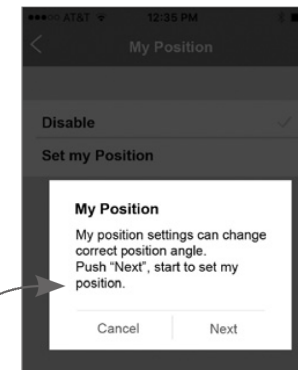 AT&T 12:35 PM
My Position
Disable
Set my Position
My Position
My position settings can change
correct position angle.
Push "Next", start to set my
position.
Cancel Next